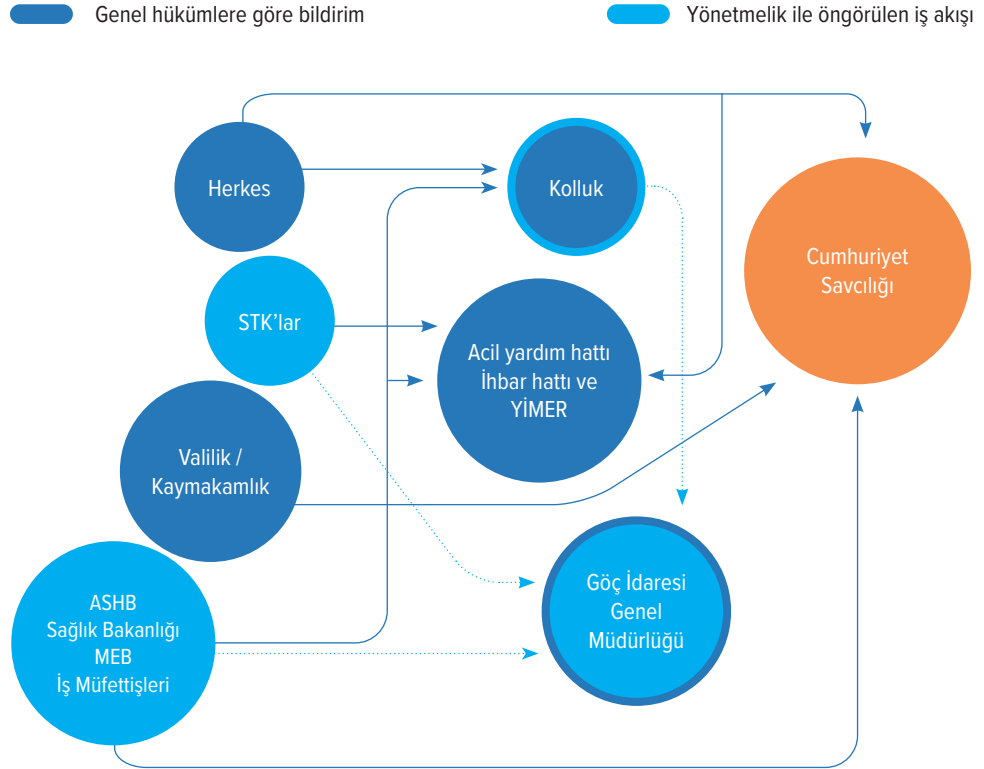 Genel hükümlere göre bildirim
Yönetmelik ile öngörülen iş akışı
Herkes
Kolluk
Cumhuriyet
Savcılığı
STK’lar
Acil yardım hattı
İhbar hattı ve
YİMER
Valilik /
Kaymakamlık
Göç İdaresi
Genel
Müdürlüğü
ASHB
Sağlık Bakanlığı
MEB
İş Müfettişleri